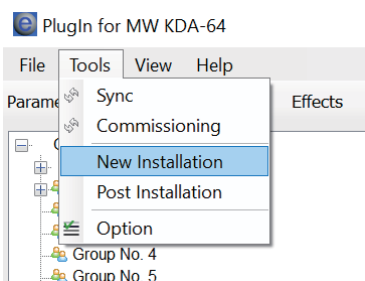 PlugIn for MW KDA-64
File Tools View Help
Sync
Effects
Commissioning
New Installation
Post Installation
Option
Group No. 4
Group No. 5